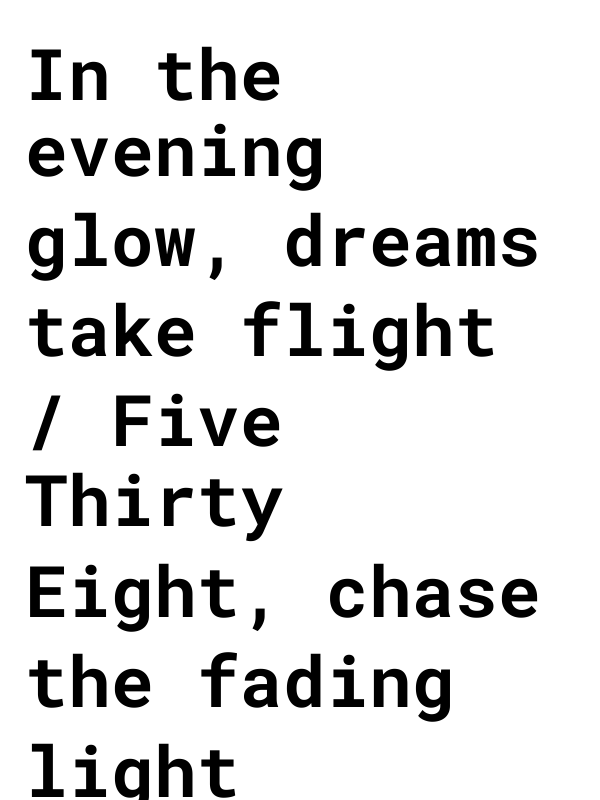 In the
evening
glow, dreams
take flight
/ Five
Thirty
Eight, chase
the fading
light